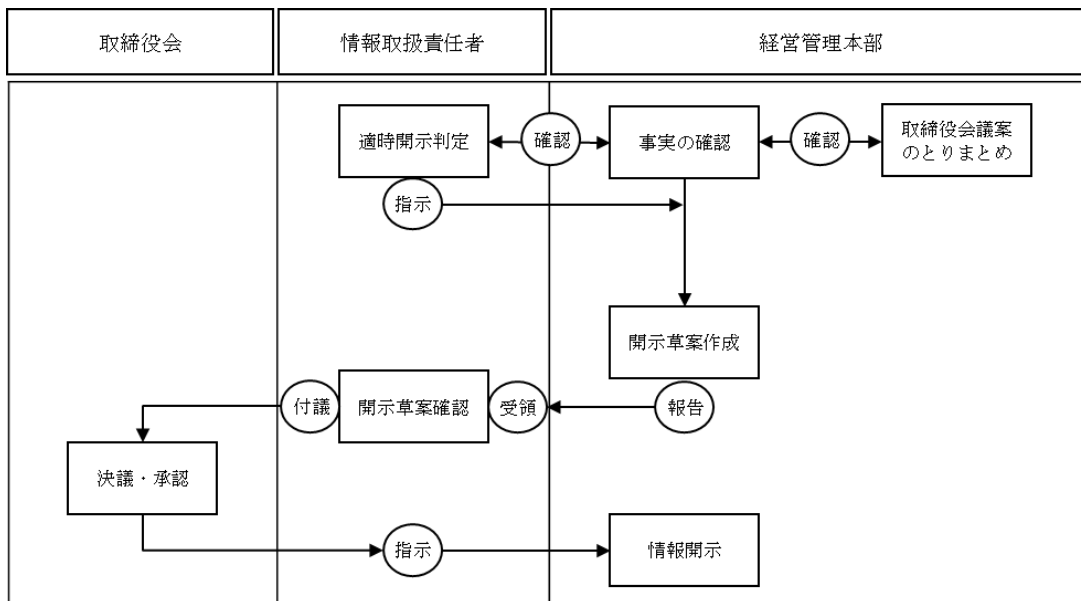 取締役会
情報取扱責任者
経営管理本部
適時開示判定
確認
事実の確認
確認
取締役会議案
のとりまとめ
指示
開示草案作成
付議
開示草案確認
受領
報告
決議・承認
指示
情報開示